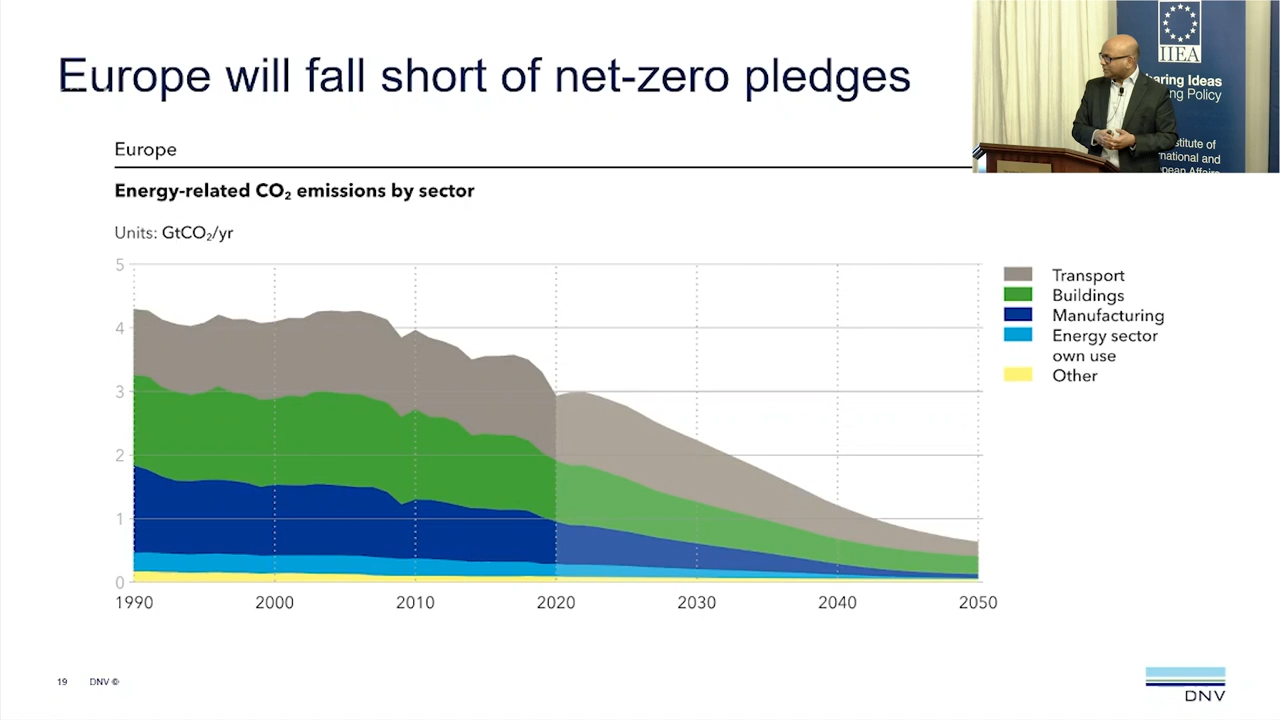 Europe will fall short of net-zero pledges
IIEA
haring Ideas
ng Policy
stitute of
national and
pean Affairs
Europe
Energy-related CO₂ emissions by sector
Units: GtCO₂/yr
5
4
3
2
1
0
1990 2000 2010 2020 2030 2040 2050
Transport
Buildings
Manufacturing
Energy sector
own use
Other
19 DNV ©
DNV